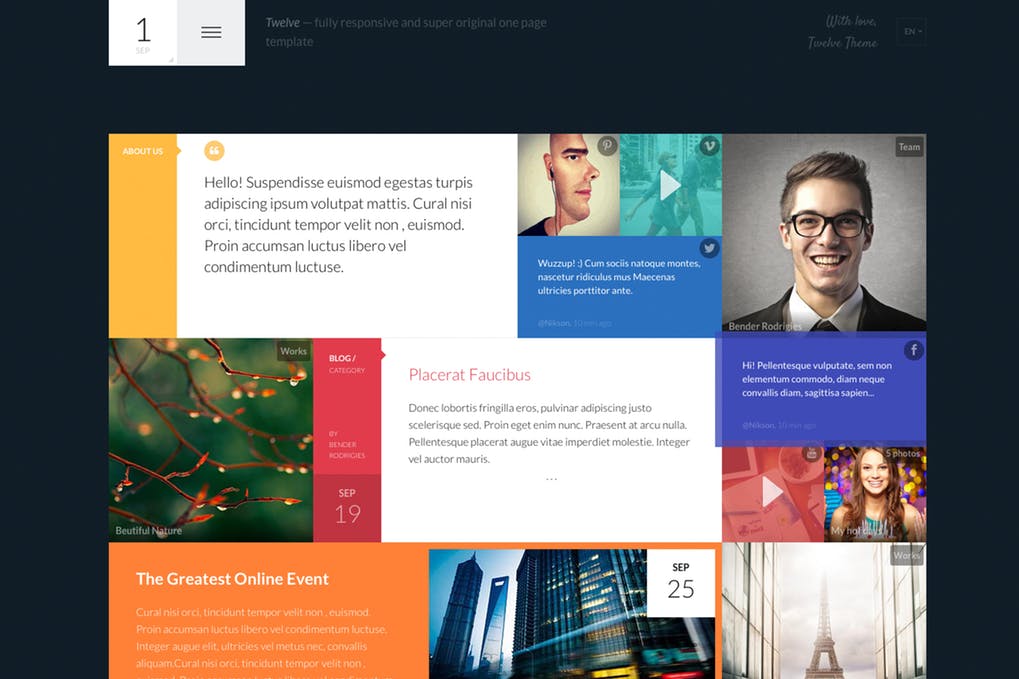 1
SEP
Twelve — fully responsive and super original one page
template
With love,
Twelve Theme
EN
ABOUT US
Hello! Suspendisse euismod egestas turpis
adipiscing ipsum volutpat mattis. Cural nisi
orci, tincidunt tempor velit non , euismod.
Proin accumsan luctus libero vel
condimentum luctuse.
Wuzzup! :) Cum sociis natoque montes,
nascetur ridiculus mus Maecenas
ultricies porttitor ante.
@Nikson, 10 min ago
Team
Bender Rodrigies
Works
Beutiful Nature
BLOG /
CATEGORY
BY
BENDER
RODRIGIES
SEP
19
Placerat Faucibus
Donec lobortis fringilla eros, pulvinar adipiscing justo
scelerisque sed. Proin eget enim nunc. Praesent at arcu nulla.
Pellentesque placerat augue vitae imperdiet molestie. Integer
vel auctor mauris.
...
Hi! Pellentesque vulputate, sem non
elementum commodo, diam neque
convallis diam, sagittisa sapien...
@Nikson, 10 min ago
5 photos
The Greatest Online Event
Cural nisi orci, tincidunt tempor velit non , euismod.
Proin accumsan luctus libero vel condimentum luctuse.
Integer augue elit, ultricies vel metus nec, convallis
aliquam.Cural nisi orci, tincidunt tempor velit non ,
SEP
25
Works